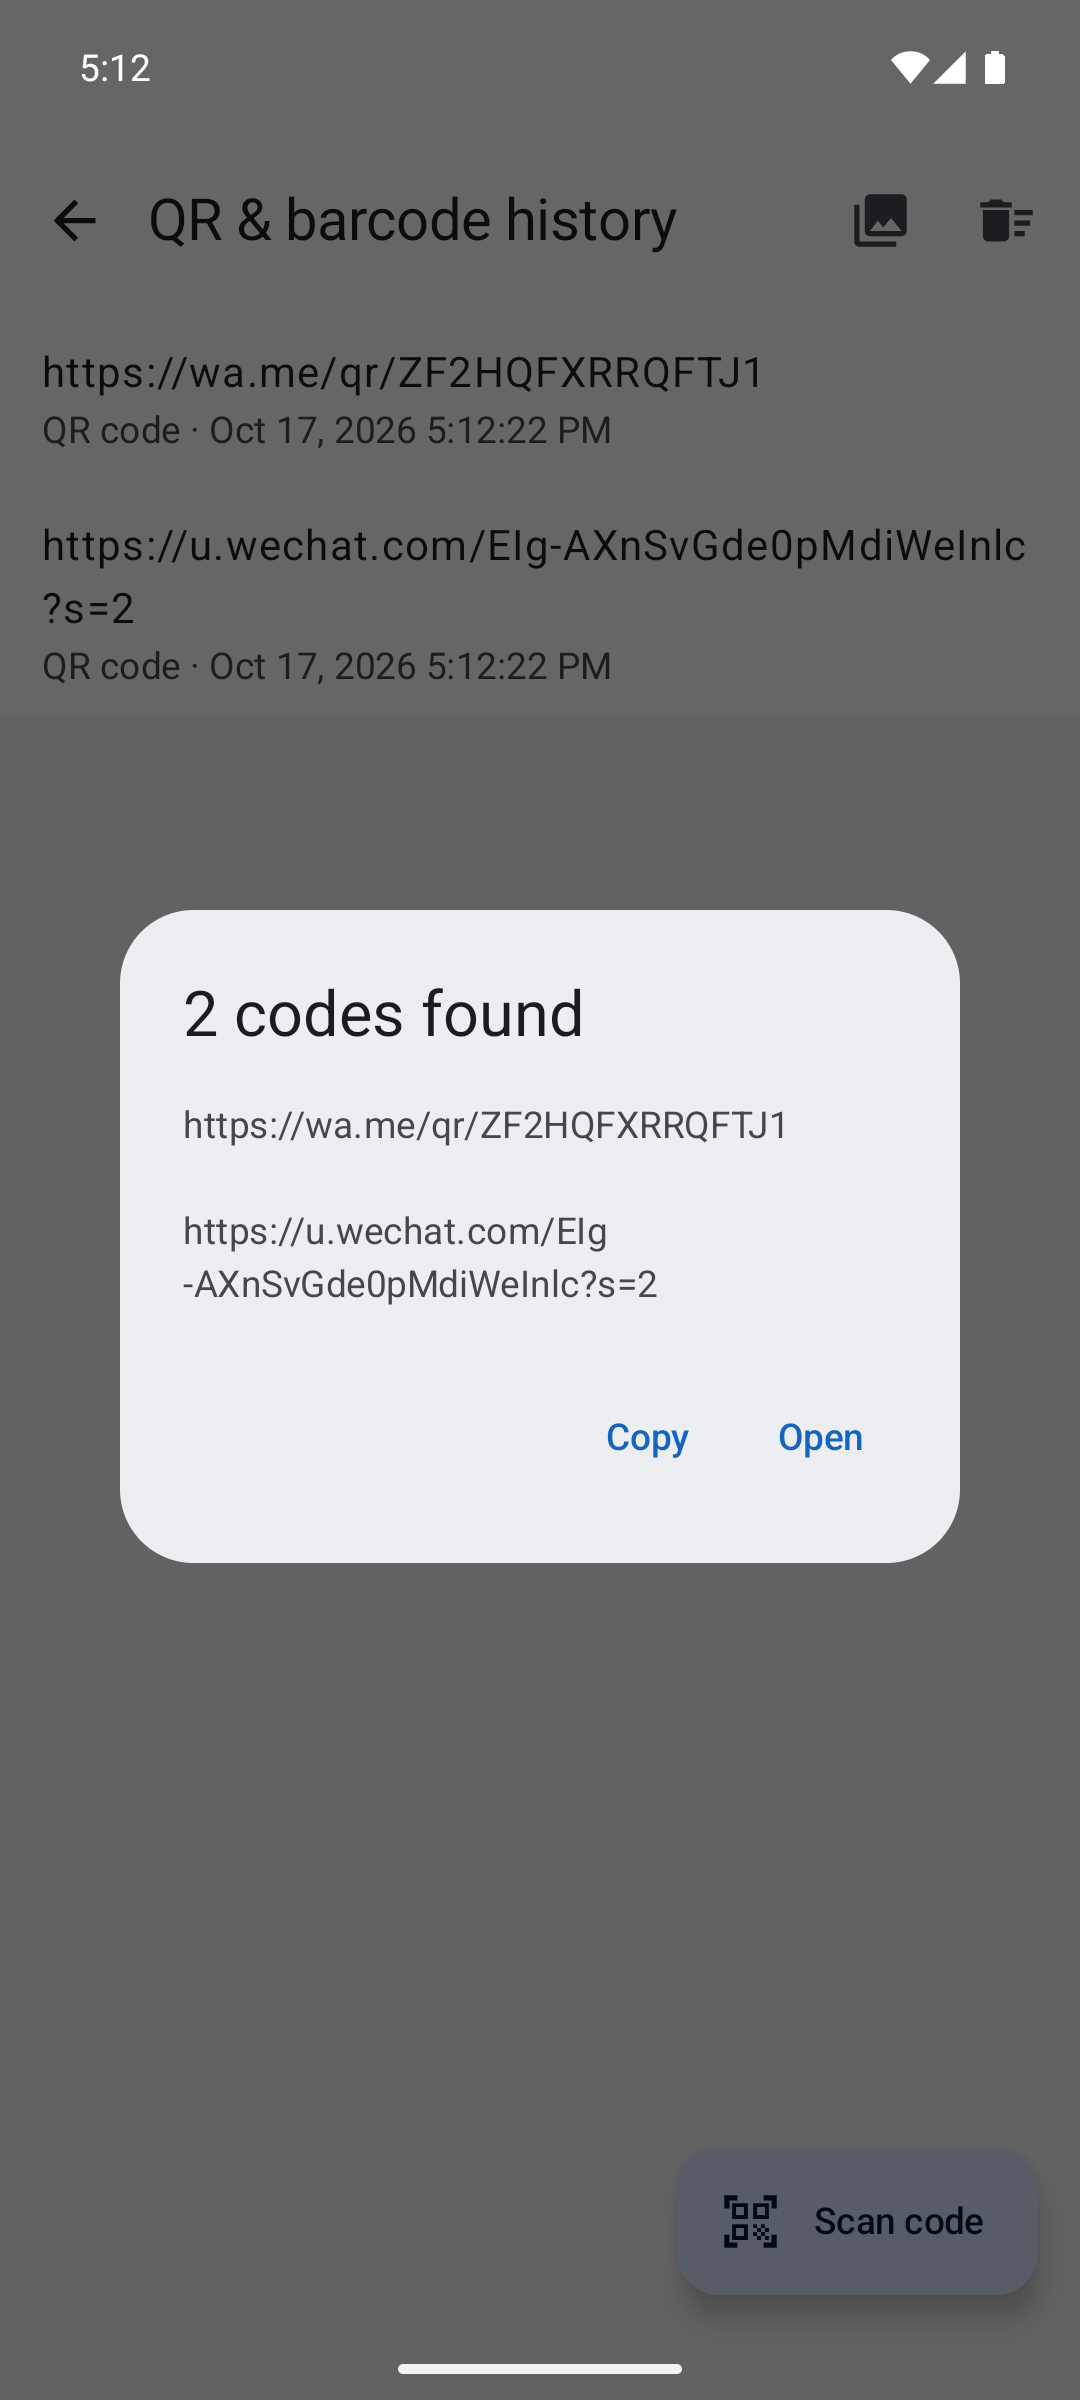 5:12
QR & barcode history
https://wa.me/qr/ZF2HQFXRRQFTJ1
QR code · Oct 17, 2026 5:12:22 PM
https://u.wechat.com/EIg-AXnSvGde0pMdiWeInlc
?s=2
QR code · Oct 17, 2026 5:12:22 PM
2 codes found
https://wa.me/qr/ZF2HQFXRRQFTJ1
https://u.wechat.com/EIg
-AXnSvGde0pMdiWeInlc?s=2
Copy Open
Scan code